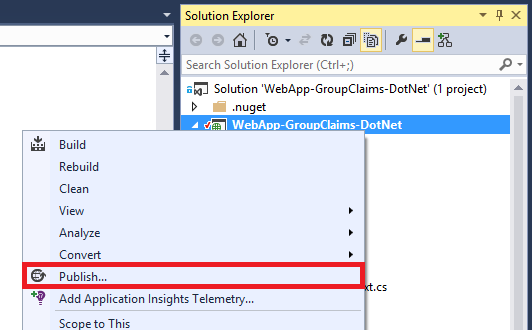 Solution Explorer
Search Solution Explorer (Ctrl+;)
Solution 'WebApp-GroupClaims-DotNet' (1 project)
.nuget
WebApp-GroupClaims-DotNet
Build
Rebuild
Clean
View
Analyze
Convert
Publish...
xt.cs
Add Application Insights Telemetry...
Scope to This